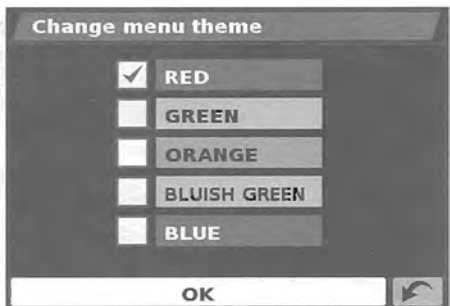 Change menu theme
RED
GREEN
ORANGE
BLUISH GREEN
BLUE
OK